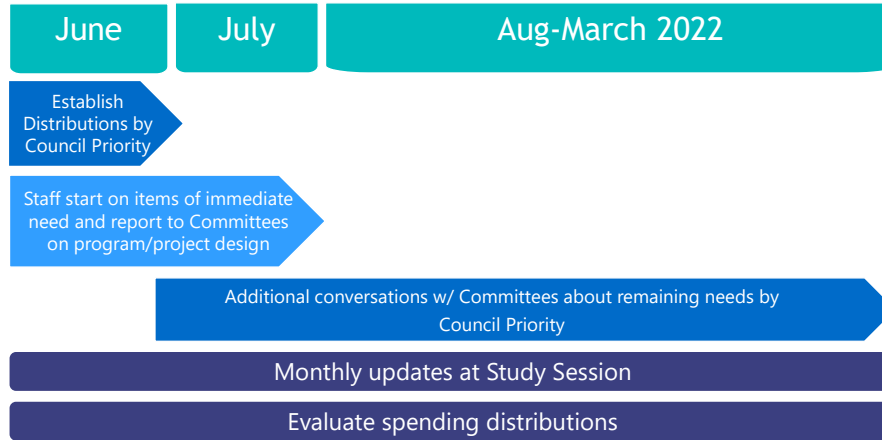 June
July
Aug-March 2022
Establish
Distributions by
Council Priority
Staff start on items of immediate
need and report to Committees
on program/project design
Additional conversations w/ Committees about remaining needs by
Council Priority
Monthly updates at Study Session
Evaluate spending distributions